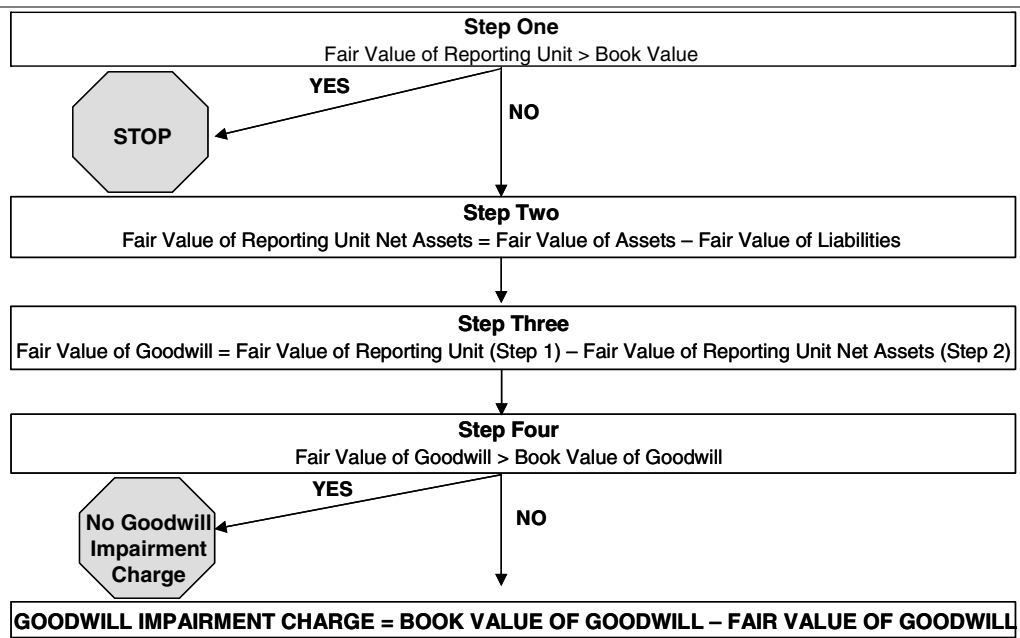 Step One
Fair Value of Reporting Unit > Book Value
YES
NO
STOP
Step Two
Fair Value of Reporting Unit Net Assets = Fair Value of Assets – Fair Value of Liabilities
Step Three
Fair Value of Goodwill = Fair Value of Reporting Unit (Step 1) – Fair Value of Reporting Unit Net Assets (Step 2)
Step Four
Fair Value of Goodwill > Book Value of Goodwill
YES
NO
No Goodwill
Impairment
Charge
GOODWILL IMPAIRMENT CHARGE = BOOK VALUE OF GOODWILL – FAIR VALUE OF GOODWILL